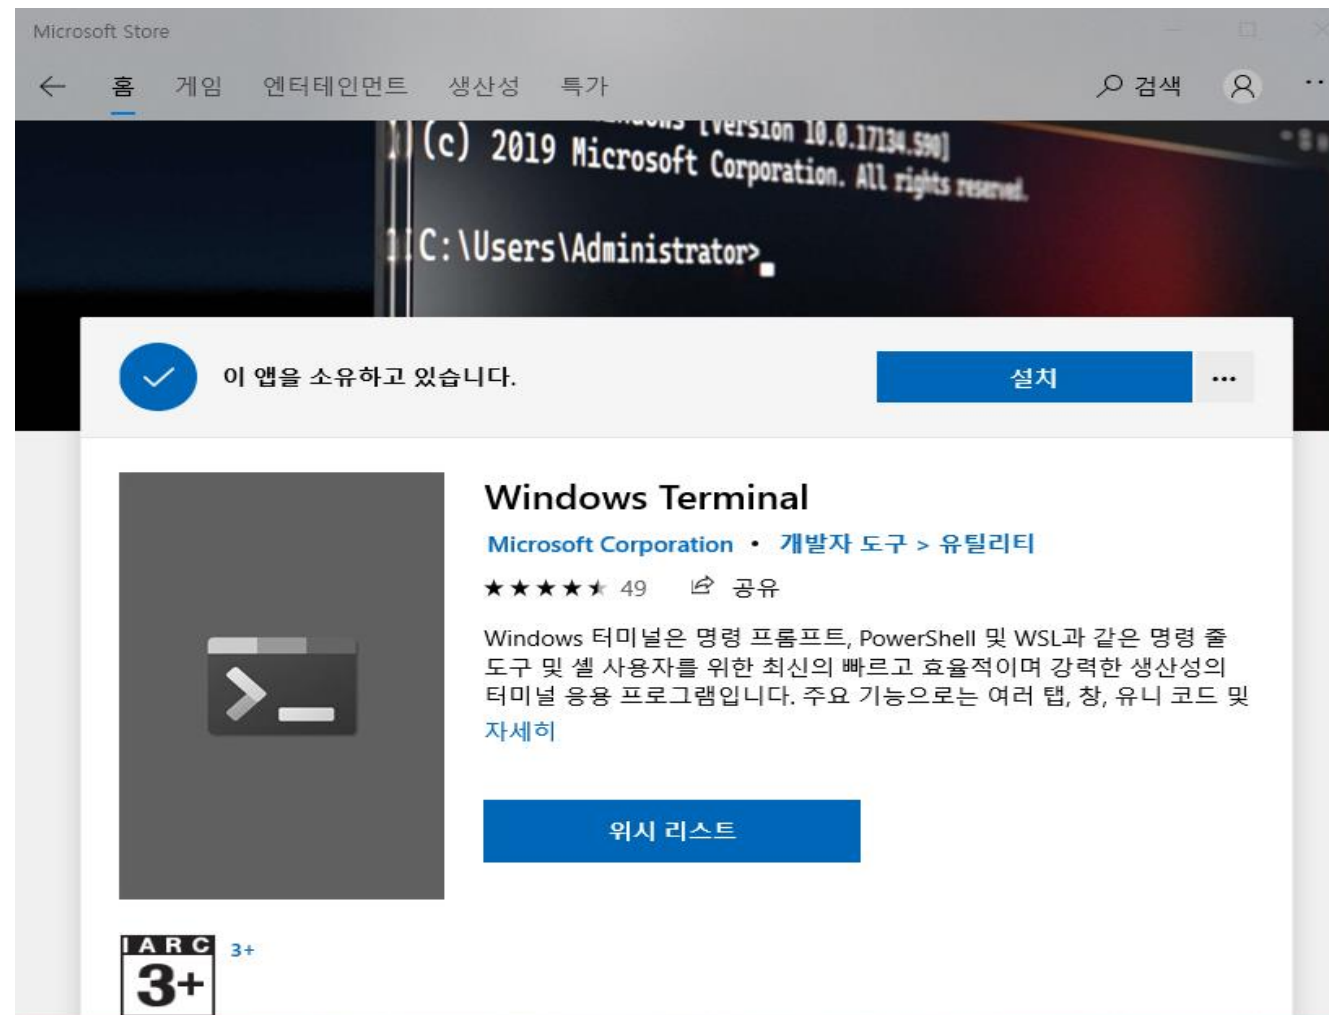 Microsoft Store
홈 게임 엔터테인먼트 생산성 특가 검색
[Version 10.0.17134.590]
(c) 2019 Microsoft Corporation. All rights reserved.
C:\Users\Administrator>
이 앱을 소유하고 있습니다.
설치
Windows Terminal
Microsoft Corporation • 개발자 도구 > 유틸리티
49 공유
Windows 터미널은 명령 프롬프트, PowerShell 및 WSL과 같은 명령 줄
도구 및 셸 사용자를 위한 최신의 빠르고 효율적이며 강력한 생산성의
터미널 응용 프로그램입니다. 주요 기능으로는 여러 탭, 창, 유니 코드 및
자세히
위시 리스트
IARC
3+
3+